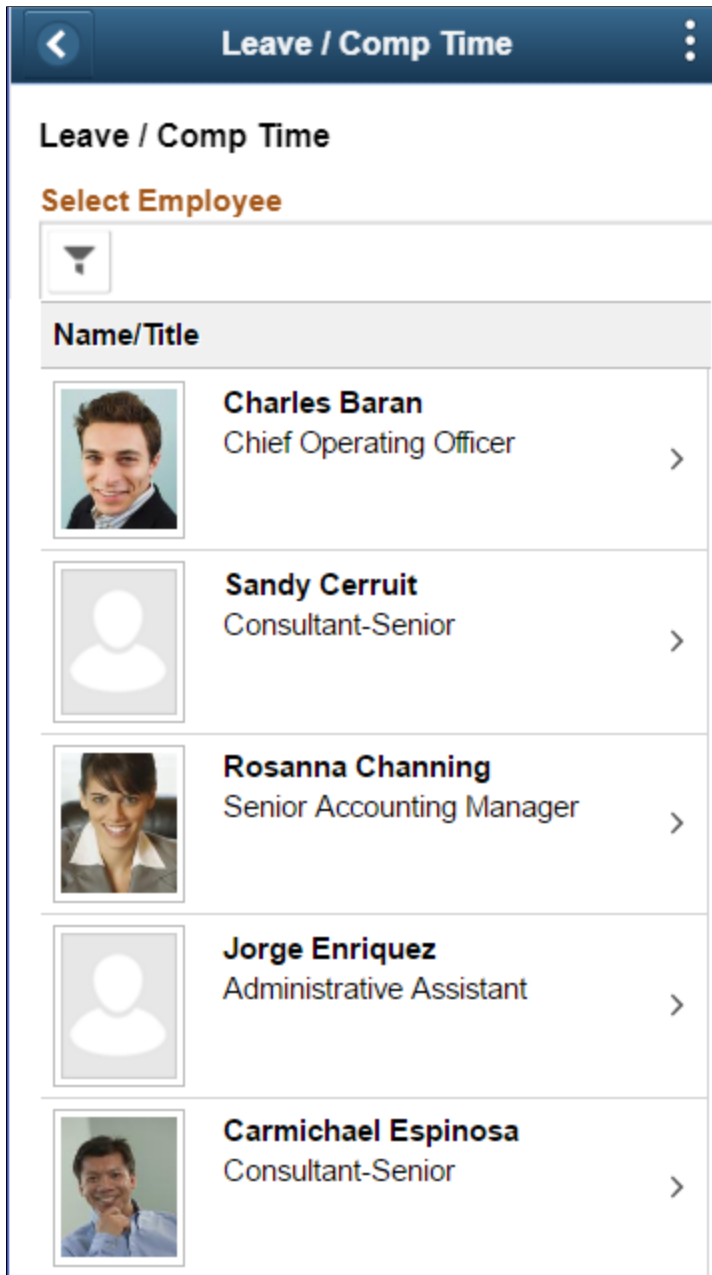 Leave / Comp Time
Leave / Comp Time
Select Employee
Name/Title
Charles Baran
Chief Operating Officer
Sandy Cerruit
Consultant-Senior
Rosanna Channing
Senior Accounting Manager
Jorge Enriquez
Administrative Assistant
Carmichael Espinosa
Consultant-Senior